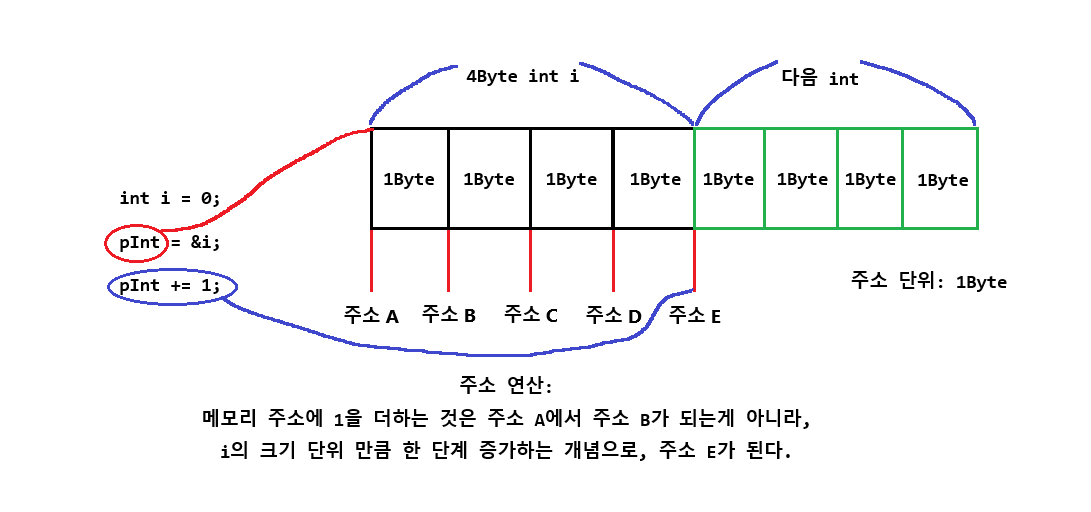 4Byte int i
다음 int
1Byte 1Byte 1Byte 1Byte 1Byte 1Byte 1Byte 1Byte
int i = 0;
pInt = &i;
pInt += 1;
주소 단위: 1Byte
주소 A 주소 B 주소 C 주소 D 주소 E
주소 연산:
메모리 주소에 1을 더하는 것은 주소 A에서 주소 B가 되는게 아니라,
i의 크기 단위 만큼 한 단계 증가하는 개념으로, 주소 E가 된다.